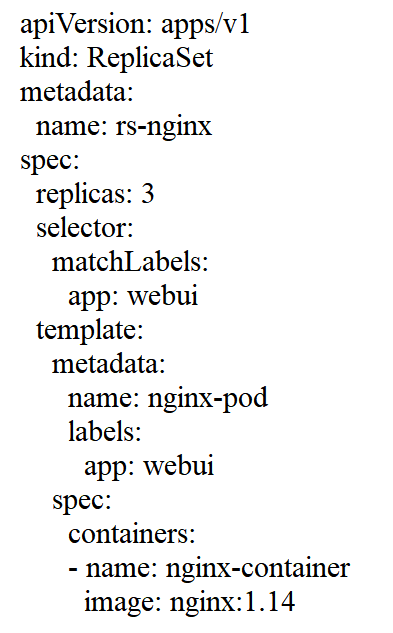 apiVersion: apps/v1
kind: ReplicaSet
metadata:
  name: rs-nginx
spec:
  replicas: 3
  selector:
    matchLabels:
      app: webui
  template:
    metadata:
      name: nginx-pod
      labels:
        app: webui
    spec:
      containers:
      - name: nginx-container
        image: nginx:1.14